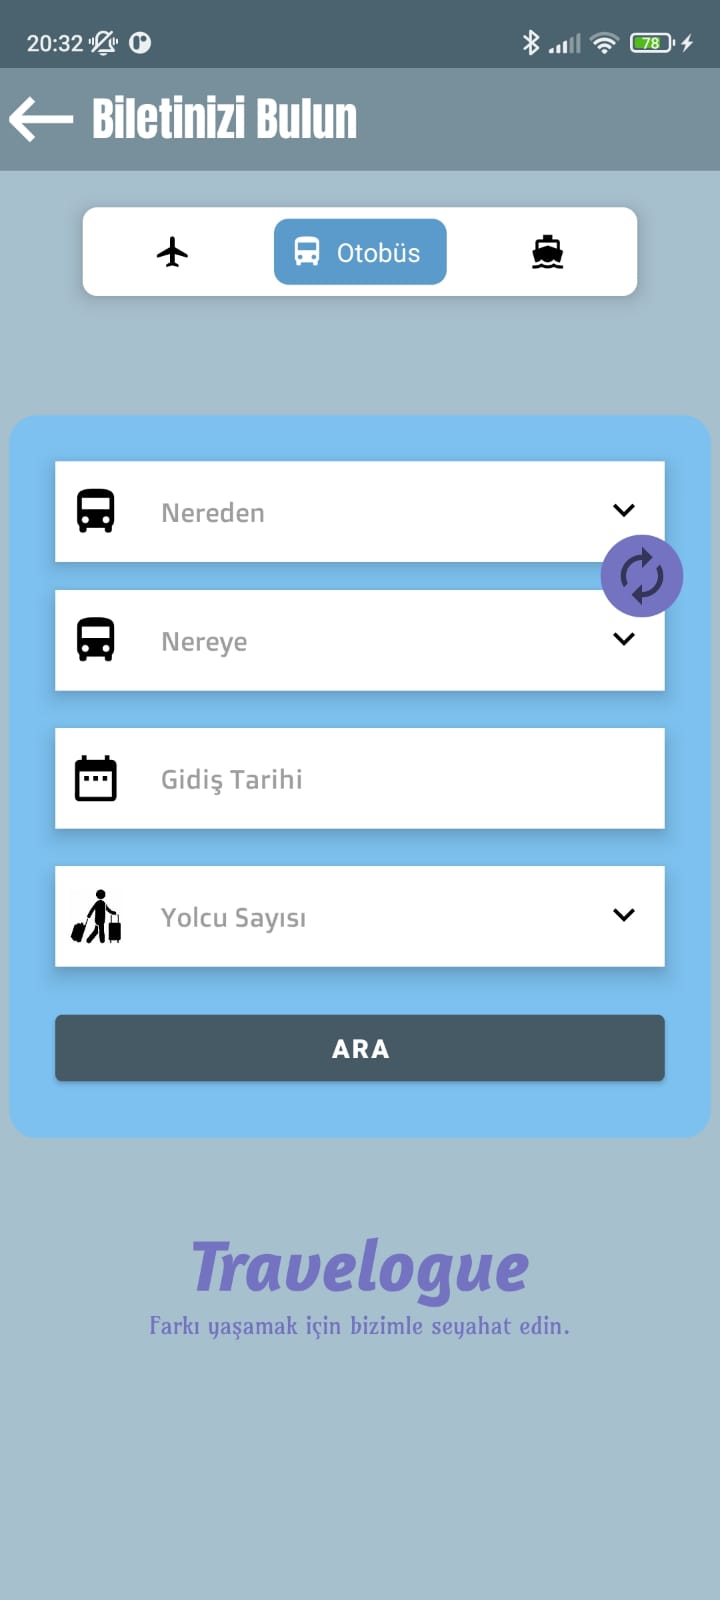 20:32
78
Biletinizi Bulun
Otobüs
Nereden
Nereye
Gidiş Tarihi
Yolcu Sayısı
ARA
Travelogue
Farkı yaşamak için bizimle seyahat edin.